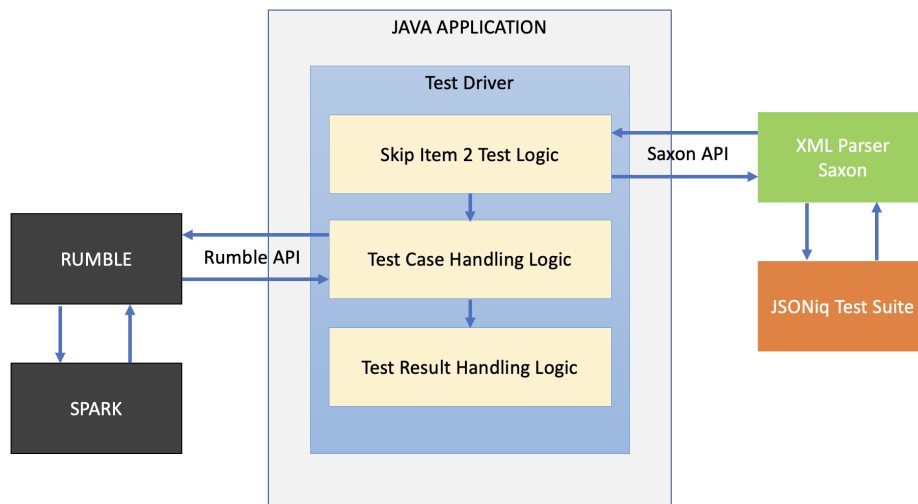 JAVA APPLICATION
Test Driver
Skip Item 2 Test Logic
Saxon API
XML Parser
Saxon
RUMBLE
Rumble API
Test Case Handling Logic
JSONiq Test Suite
Test Result Handling Logic
SPARK